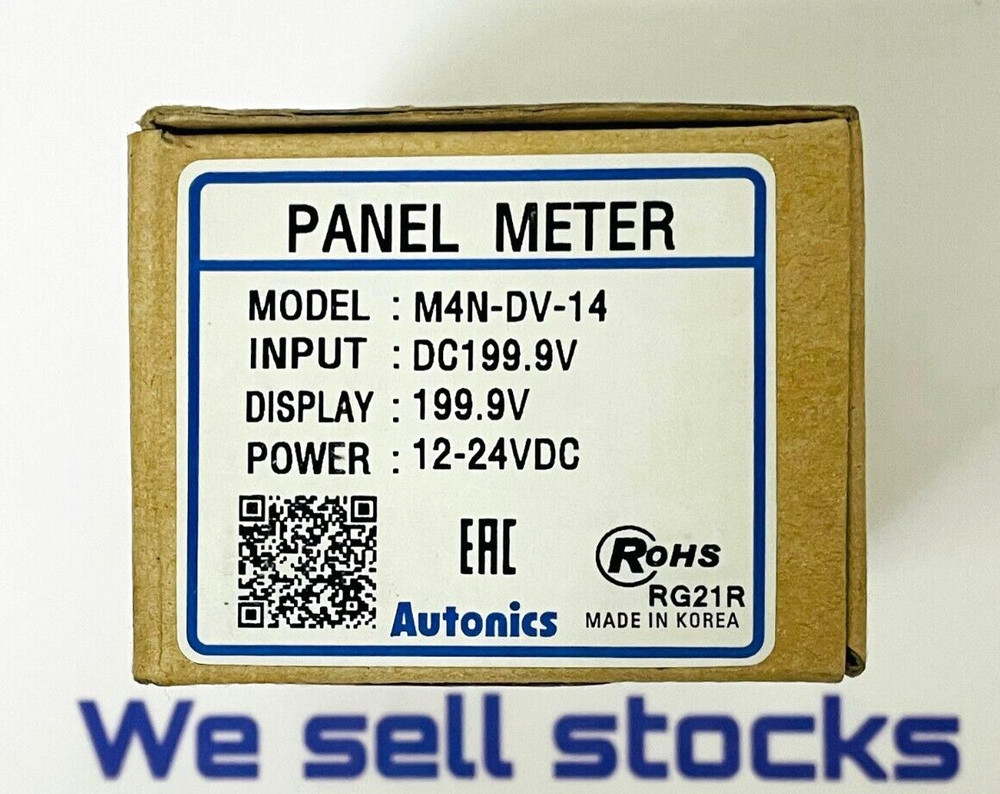 PANEL METER
MODEL : M4N-DV-14
INPUT : DC199.9V
DISPLAY : 199.9V
POWER : 12-24VDC
EAC
RoHS
RG21R
Autonics
MADE IN KOREA
We sell stocks